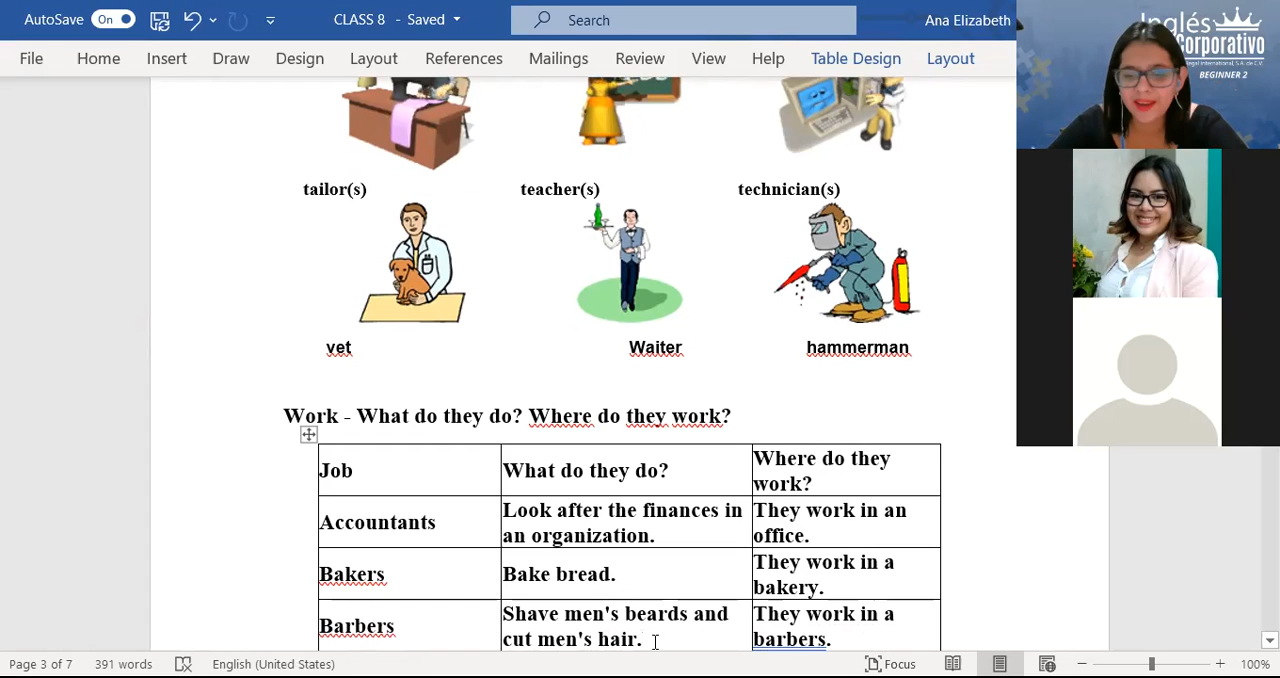 AutoSave On CLASS 8 - Saved Search Ana Elizabeth
File Home Insert Draw Design Layout References Mailings Review View Help Table Design Layout
Inglés
Corporativo
BEGINNER 2
tailor(s) teacher(s) technician(s)
vet Waiter hammerman
Work - What do they do? Where do they work?
Job What do they do? Where do they
work?
Accountants Look after the finances in
an organization. They work in an
office.
Bakers Bake bread. They work in a
bakery.
Barbers Shave men's beards and
cut men's hair. They work in a
barbers.
Page 3 of 7 391 words English (United States) Focus 100%